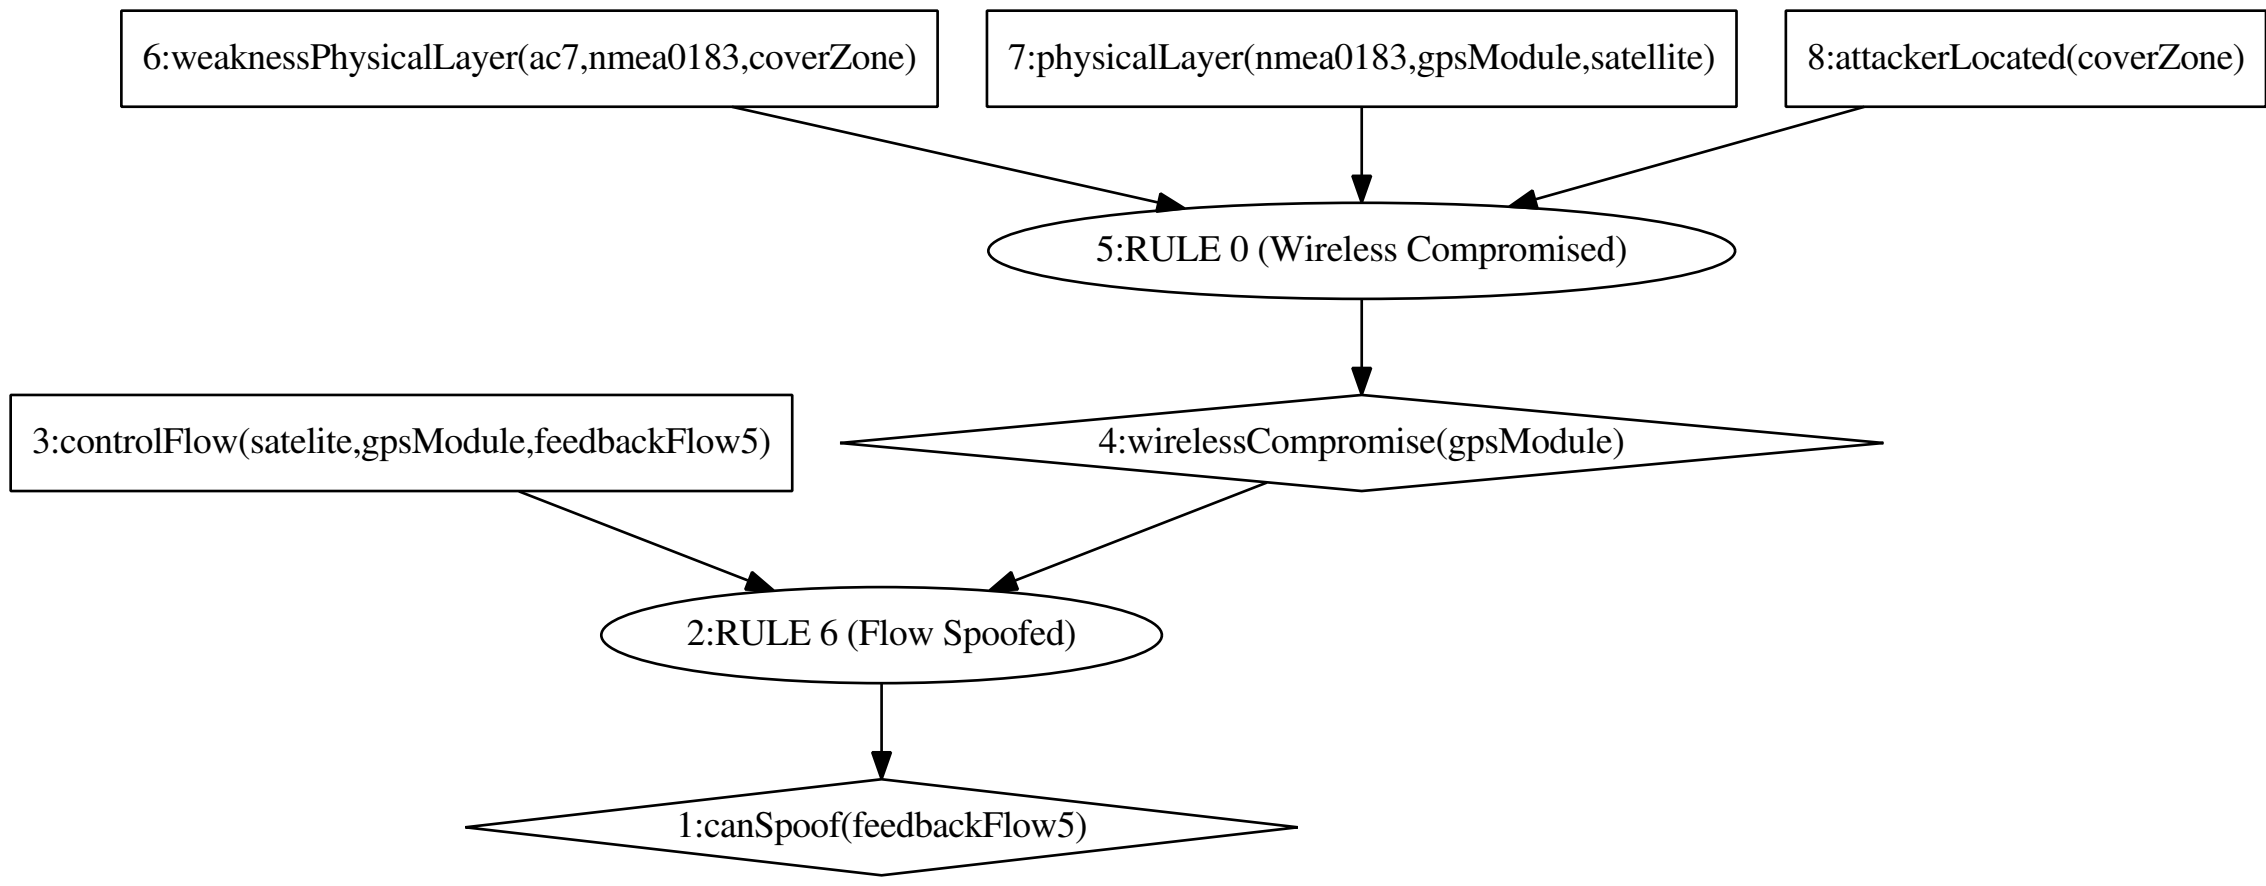 6:weaknessPhysicalLayer(ac7,nmea0183,coverZone)
7:physicalLayer(nmea0183,gpsModule,satellite)
8:attackerLocated(coverZone)
5:RULE 0 (Wireless Compromised)
3:controlFlow(satelite,gpsModule,feedbackFlow5)
4:wirelessCompromise(gpsModule)
2:RULE 6 (Flow Spoofed)
1:canSpoof(feedbackFlow5)